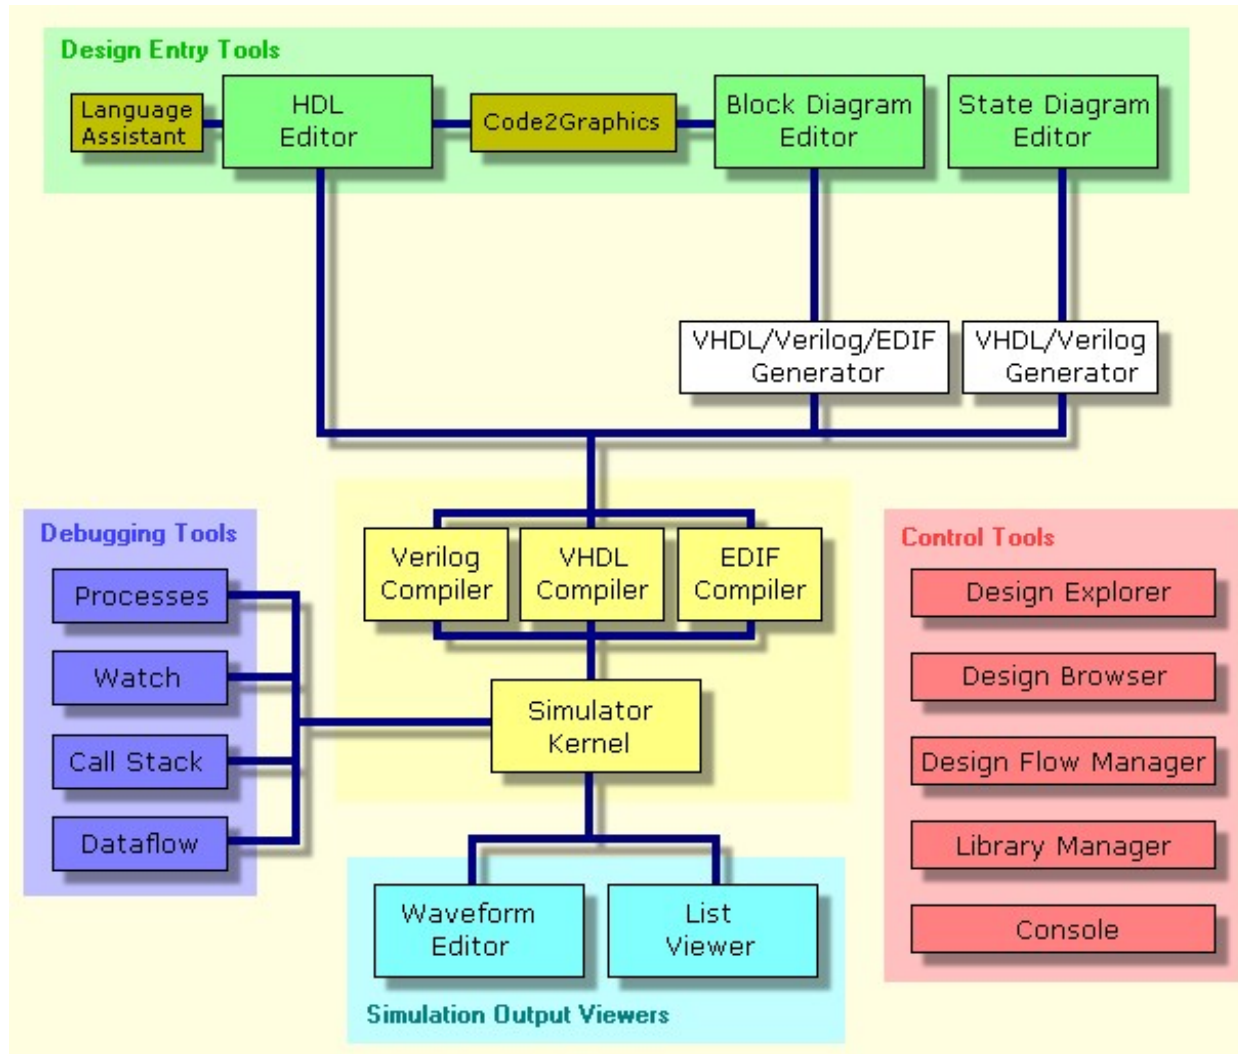 Design Entry Tools
Language
Assistant
HDL
Editor
Code2Graphics
Block Diagram
Editor
State Diagram
Editor
VHDL/Verilog/EDIF
Generator
VHDL/Verilog
Generator
Debugging Tools
Processes
Watch
Call Stack
Dataflow
Verilog
Compiler
VHDL
Compiler
EDIF
Compiler
Simulator
Kernel
Control Tools
Design Explorer
Design Browser
Design Flow Manager
Library Manager
Console
Waveform
Editor
List
Viewer
Simulation Output Viewers